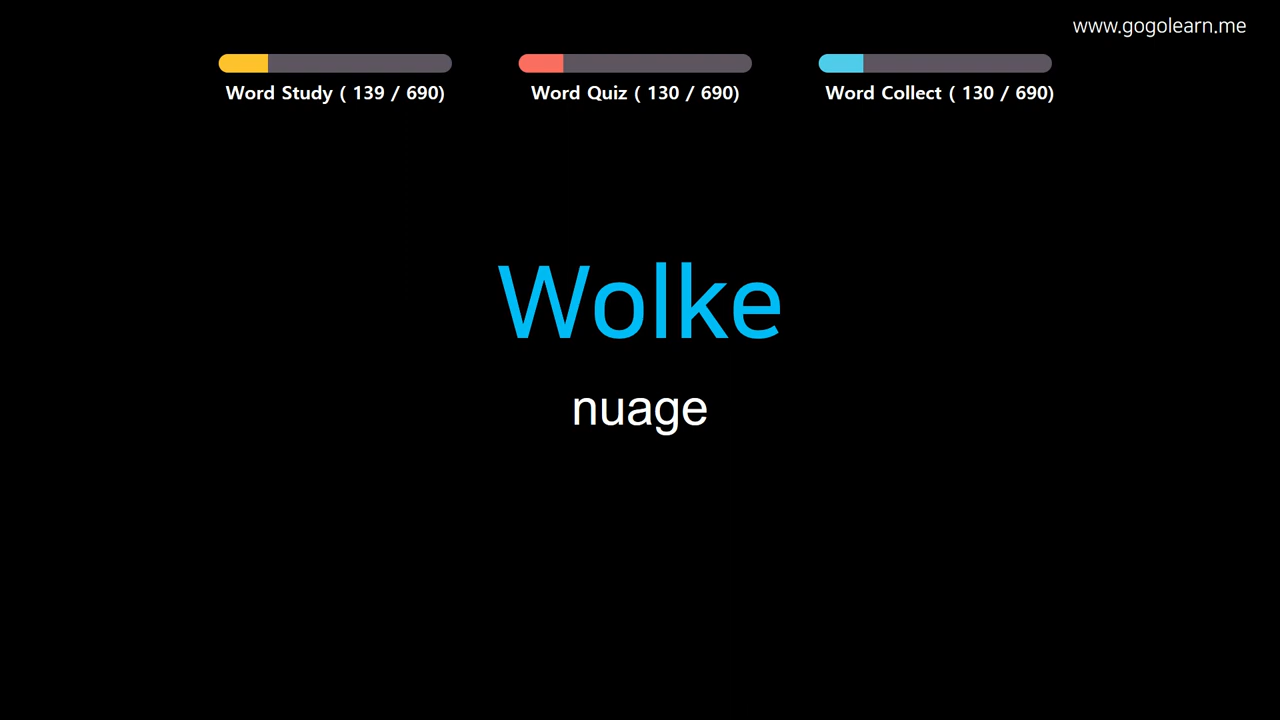 www.gogolearn.me
Word Study ( 139 / 690)
Word Quiz ( 130 / 690)
Word Collect ( 130 / 690)
Wolke
nuage